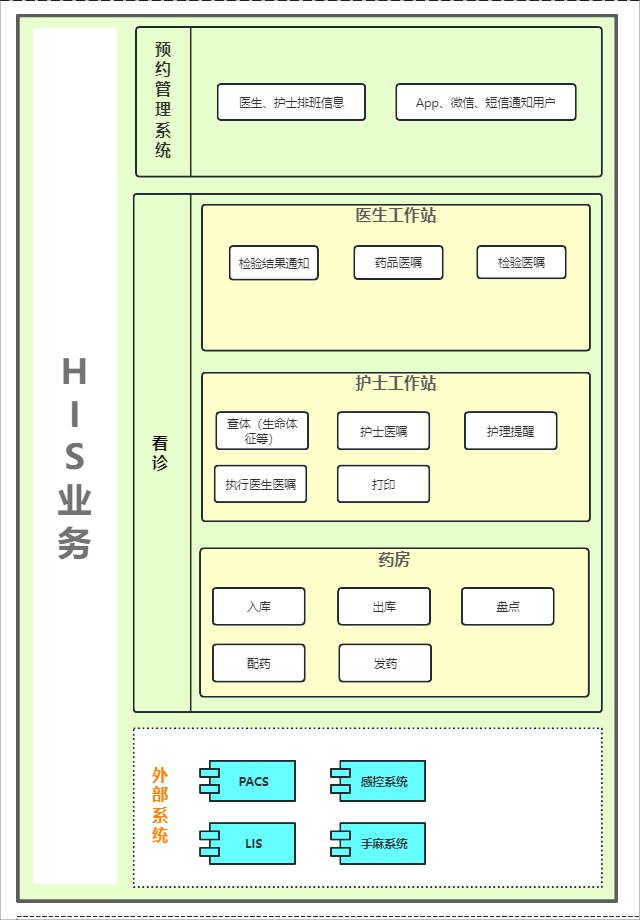 HIS业务
预约管理系统
医生、护士排班信息
App、微信、短信通知用户
看诊
医生工作站
检验结果通知
药品医嘱
检验医嘱
护士工作站
查体（生命体
征等）
护士医嘱
护理提醒
执行医生医嘱
打印
药房
入库
出库
盘点
配药
发药
外部系统
PACS
感控系统
LIS
手麻系统